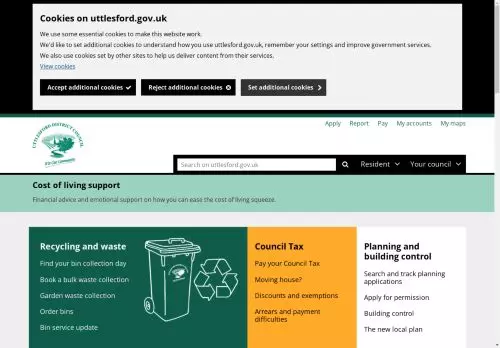 Cookies on uttlesford.gov.uk
We use some essential cookies to make this website work.
We'd like to set additional cookies to understand how you use uttlesford.gov.uk, remember your settings and improve government services.
We also use cookies set by other sites to help us deliver content from their services.
View cookies
Accept additional cookies
Reject additional cookies
Set additional cookies
Apply Report Pay My accounts My maps
UTTLESFORD DISTRICT COUNCIL
Search on uttlesford.gov.uk
Resident
Your council
Cost of living support
Financial advice and emotional support on how you can ease the cost of living squeeze.
Recycling and waste
Find your bin collection day
Book a bulk waste collection
Garden waste collection
Order bins
Bin service update
Council Tax
Pay your Council Tax
Moving house?
Discounts and exemptions
Arrears and payment
difficulties
Planning and
building control
Search and track planning
applications
Apply for permission
Building control
The new local plan